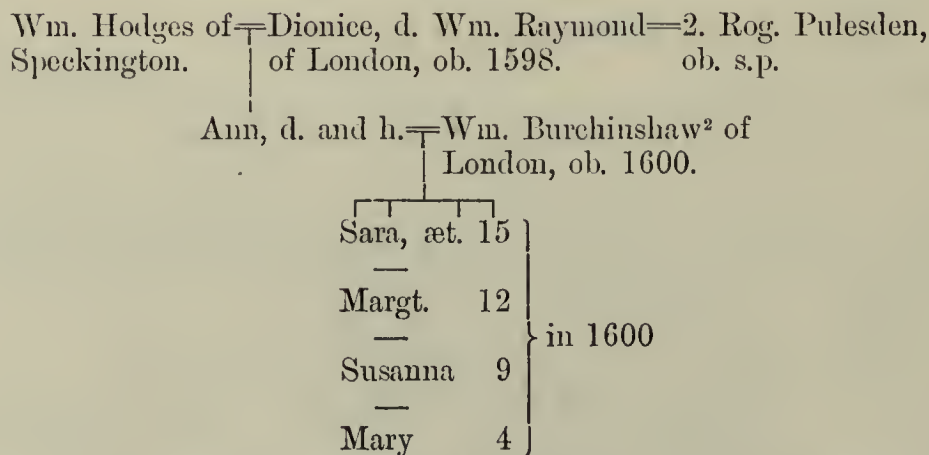 Wm. Hodges of=Dionice, d. Wm. Raymond=2. Rog. Pulesden,
Speckington. of London, ob. 1598. ob. s.p.
Ann, d. and h.=Wm. Burchinshaw² of
London, ob. 1600.
Sara, æt. 15
Margt. 12
in 1600
Susanna 9
Mary 4